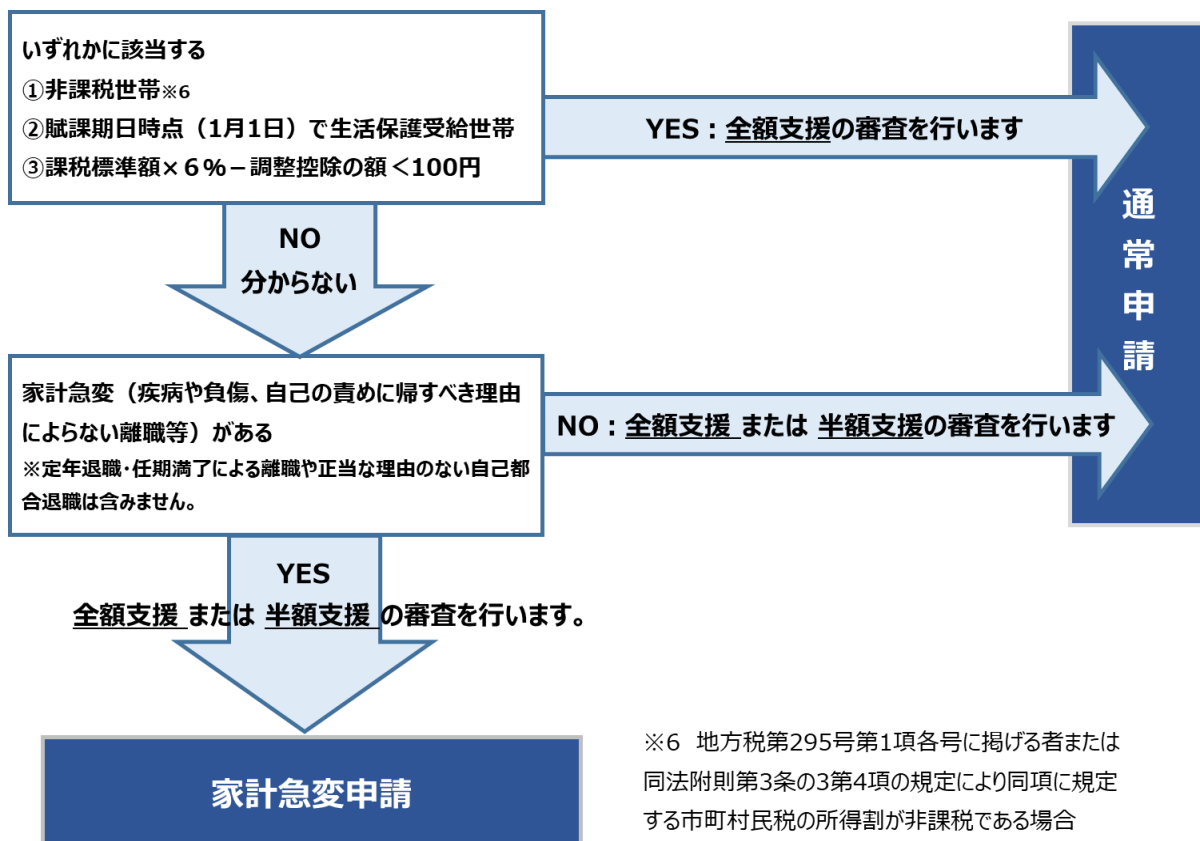 いずれかに該当する
①非課税世帯※6
②賦課期日時点（1月1日）で生活保護受給世帯
③課税標準額×６％－調整控除の額＜100円
YES：全額支援の審査を行います
通常申請
NO
分からない
家計急変（疾病や負傷、自己の責めに帰すべき理由
によらない離職等）がある
※定年退職・任期満了による離職や正当な理由のない自己都
合退職は含みません。
NO：全額支援 または 半額支援の審査を行います
YES
全額支援 または 半額支援 の審査を行います。
家計急変申請
※6 地方税第295号第1項各号に掲げる者または
同法附則第3条の3第4項の規定により同項に規定
する市町村民税の所得割が非課税である場合